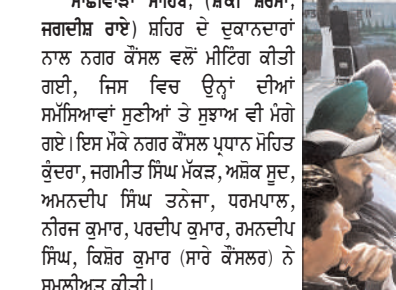 ਮਾਛੀਵਾੜਾ ਸਾਹਿਬ, (ਸ਼ੌਕੀ ਸ਼ਰਮਾ,
ਜਗਦੀਸ਼ ਰਾਏ) ਸ਼ਹਿਰ ਦੇ ਦੁਕਾਨਦਾਰਾਂ
ਨਾਲ ਨਗਰ ਕੌਂਸਲ ਵਲੋਂ ਮੀਟਿੰਗ ਕੀਤੀ
ਗਈ, ਜਿਸ ਵਿਚ ਉਨ੍ਹਾਂ ਦੀਆਂ
ਸਮੱਸਿਆਵਾਂ ਸੁਣੀਆਂ ਤੇ ਸੁਝਾਅ ਵੀ ਮੰਗੇ
ਗਏ। ਇਸ ਮੌਕੇ ਨਗਰ ਕੌਂਸਲ ਪ੍ਰਧਾਨ ਮੋਹਿਤ
ਕੁੰਦਰਾ, ਜਗਮੀਤ ਸਿੰਘ ਮੱਕੜ, ਅਸ਼ੋਕ ਸੂਦ,
ਅਮਨਦੀਪ ਸਿੰਘ ਤਨੇਜਾ, ਧਰਮਪਾਲ,
ਨੀਰਜ ਕੁਮਾਰ, ਪਰਦੀਪ ਕੁਮਾਰ, ਰਮਨਦੀਪ
ਸਿੰਘ, ਕਿਸ਼ੋਰ ਕੁਮਾਰ (ਸਾਰੇ ਕੌਂਸਲਰ) ਨੇ
ਸ਼ਮੂਲੀਅਤ ਕੀਤੀ।